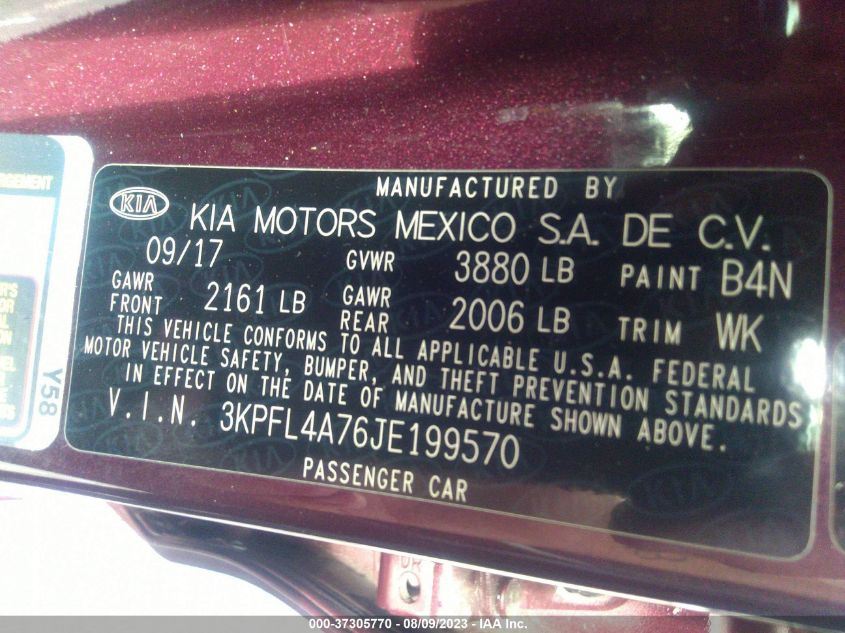 MANUFACTURED BY
KIA KIA MOTORS MEXICO S.A. DE C.V.
09/17 GVWR 3880 LB PAINT B4N
GAWR FRONT 2161 LB GAWR REAR 2006 LB TRIM WK
THIS VEHICLE CONFORMS TO ALL APPLICABLE U.S.A. FEDERAL
MOTOR VEHICLE SAFETY, BUMPER, AND THEFT PREVENTION STANDARDS
IN EFFECT ON THE DATE OF MANUFACTURE SHOWN ABOVE.
V.I.N. 3KPFL4A76JE199570
PASSENGER CAR
Y58
000-37305770 - 08/09/2023 - IAA Inc.